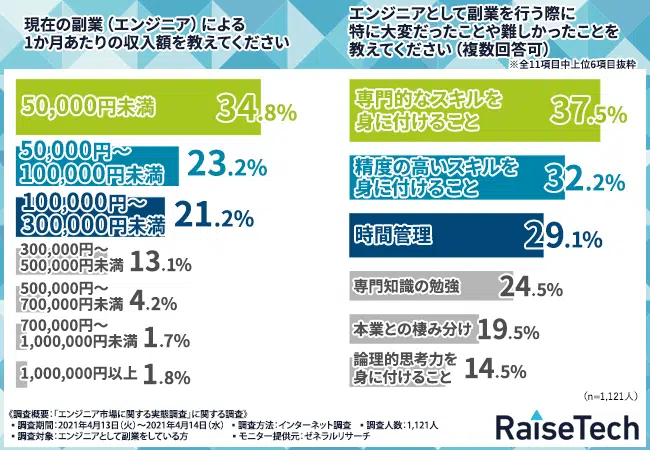 現在の副業（エンジニア）による
1か月あたりの収入額を教えてください
50,000円未満 34.8%
50,000円〜
100,000円未満 23.2%
100,000円〜
300,000円未満 21.2%
300,000円〜
500,000円未満 13.1%
500,000円〜
700,000円未満 4.2%
700,000円〜
1,000,000円未満 1.7%
1,000,000円以上 1.8%
エンジニアとして副業を行う際に
特に大変だったことや難しかったことを
教えてください（複数回答可）
※全11項目中上位6項目抜粋
専門的なスキルを
身に付けること 37.5%
精度の高いスキルを
身に付けること 32.2%
時間管理 29.1%
専門知識の勉強 24.5%
本業との棲み分け 19.5%
論理的思考力を
身に付けること 14.5%
（n=1,121人）
《調査概要：「エンジニア市場に関する実態調査」に関する調査》
・調査期間：2021年4月13日（火）〜2021年4月14日（水） ・調査方法：インターネット調査 ・調査人数：1,121人
・調査対象：エンジニアとして副業をしている方 ・モニター提供元：ゼネラルリサーチ
RaiseTech